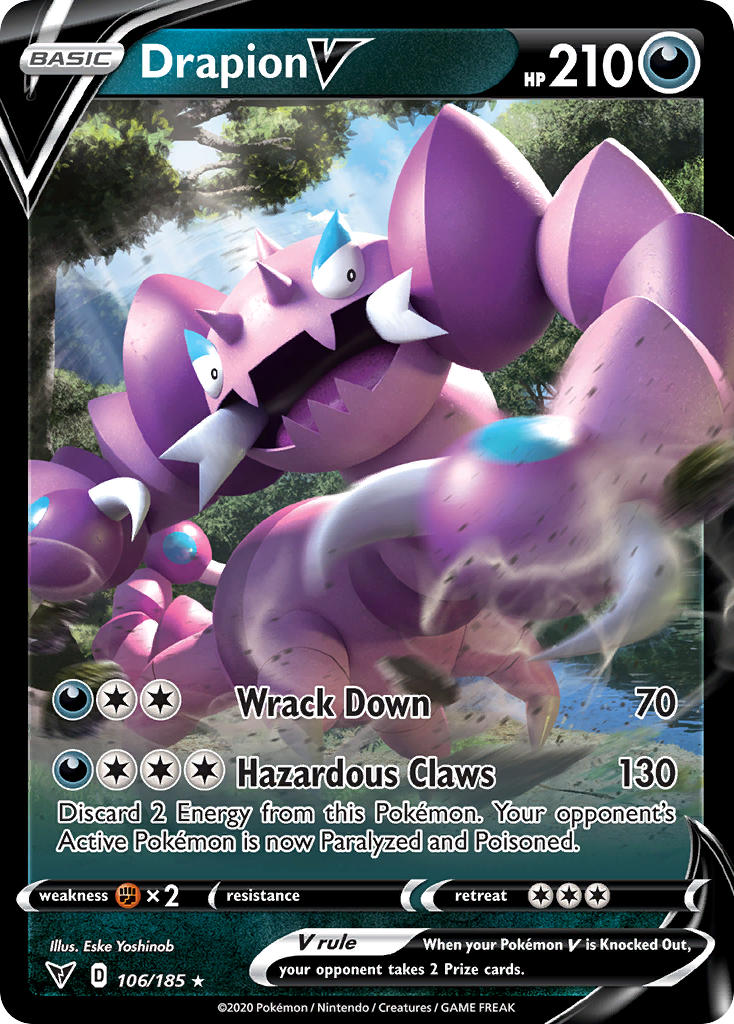 BASIC
Drapion V
HP 210
Wrack Down 70
Hazardous Claws 130
Discard 2 Energy from this Pokémon. Your opponent's
Active Pokémon is now Paralyzed and Poisoned.
weakness ×2 resistance retreat
Illus. Eske Yoshinob
V rule When your Pokémon V is Knocked Out,
your opponent takes 2 Prize cards.
D 106/185 ★
©2020 Pokémon / Nintendo / Creatures / GAME FREAK